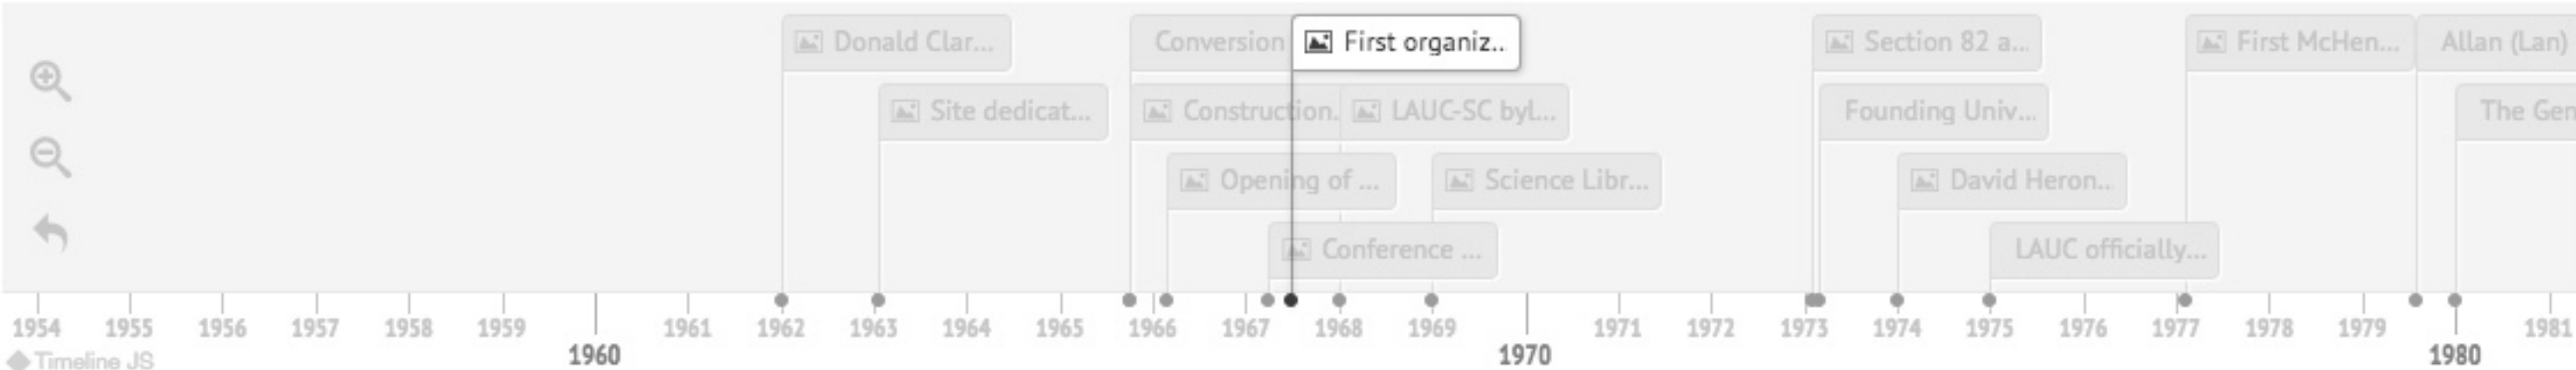 Donald Clar...
Conversion
First organiz...
Section 82 a...
First McHen...
Allan (Lan)
Site dedicat...
Construction.
LAUC-SC byl...
Founding Univ...
The Gen
Opening of ...
Science Libr...
David Heron...
Conference ...
LAUC officially...
1954 1955 1956 1957 1958 1959 1961 1962 1963 1964 1965 1966 1967 1968 1969 1971 1972 1973 1974 1975 1976 1977 1978 1979 1981
1960 1970 1980
Timeline JS